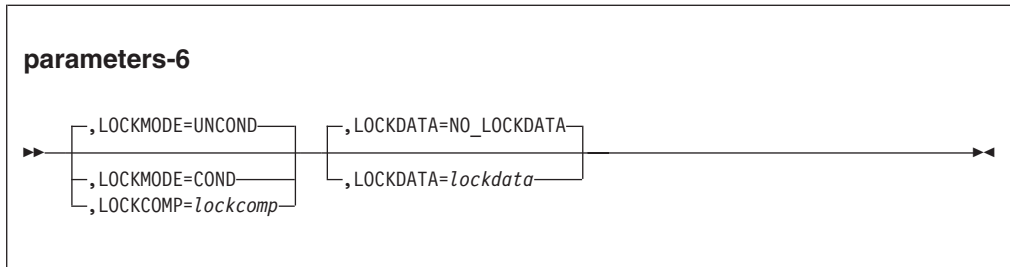 parameters-6
,LOCKMODE=UNCOND ,LOCKDATA=NO_LOCKDATA
,LOCKMODE=COND ,LOCKDATA=lockdata
,LOCKCOMP=lockcomp